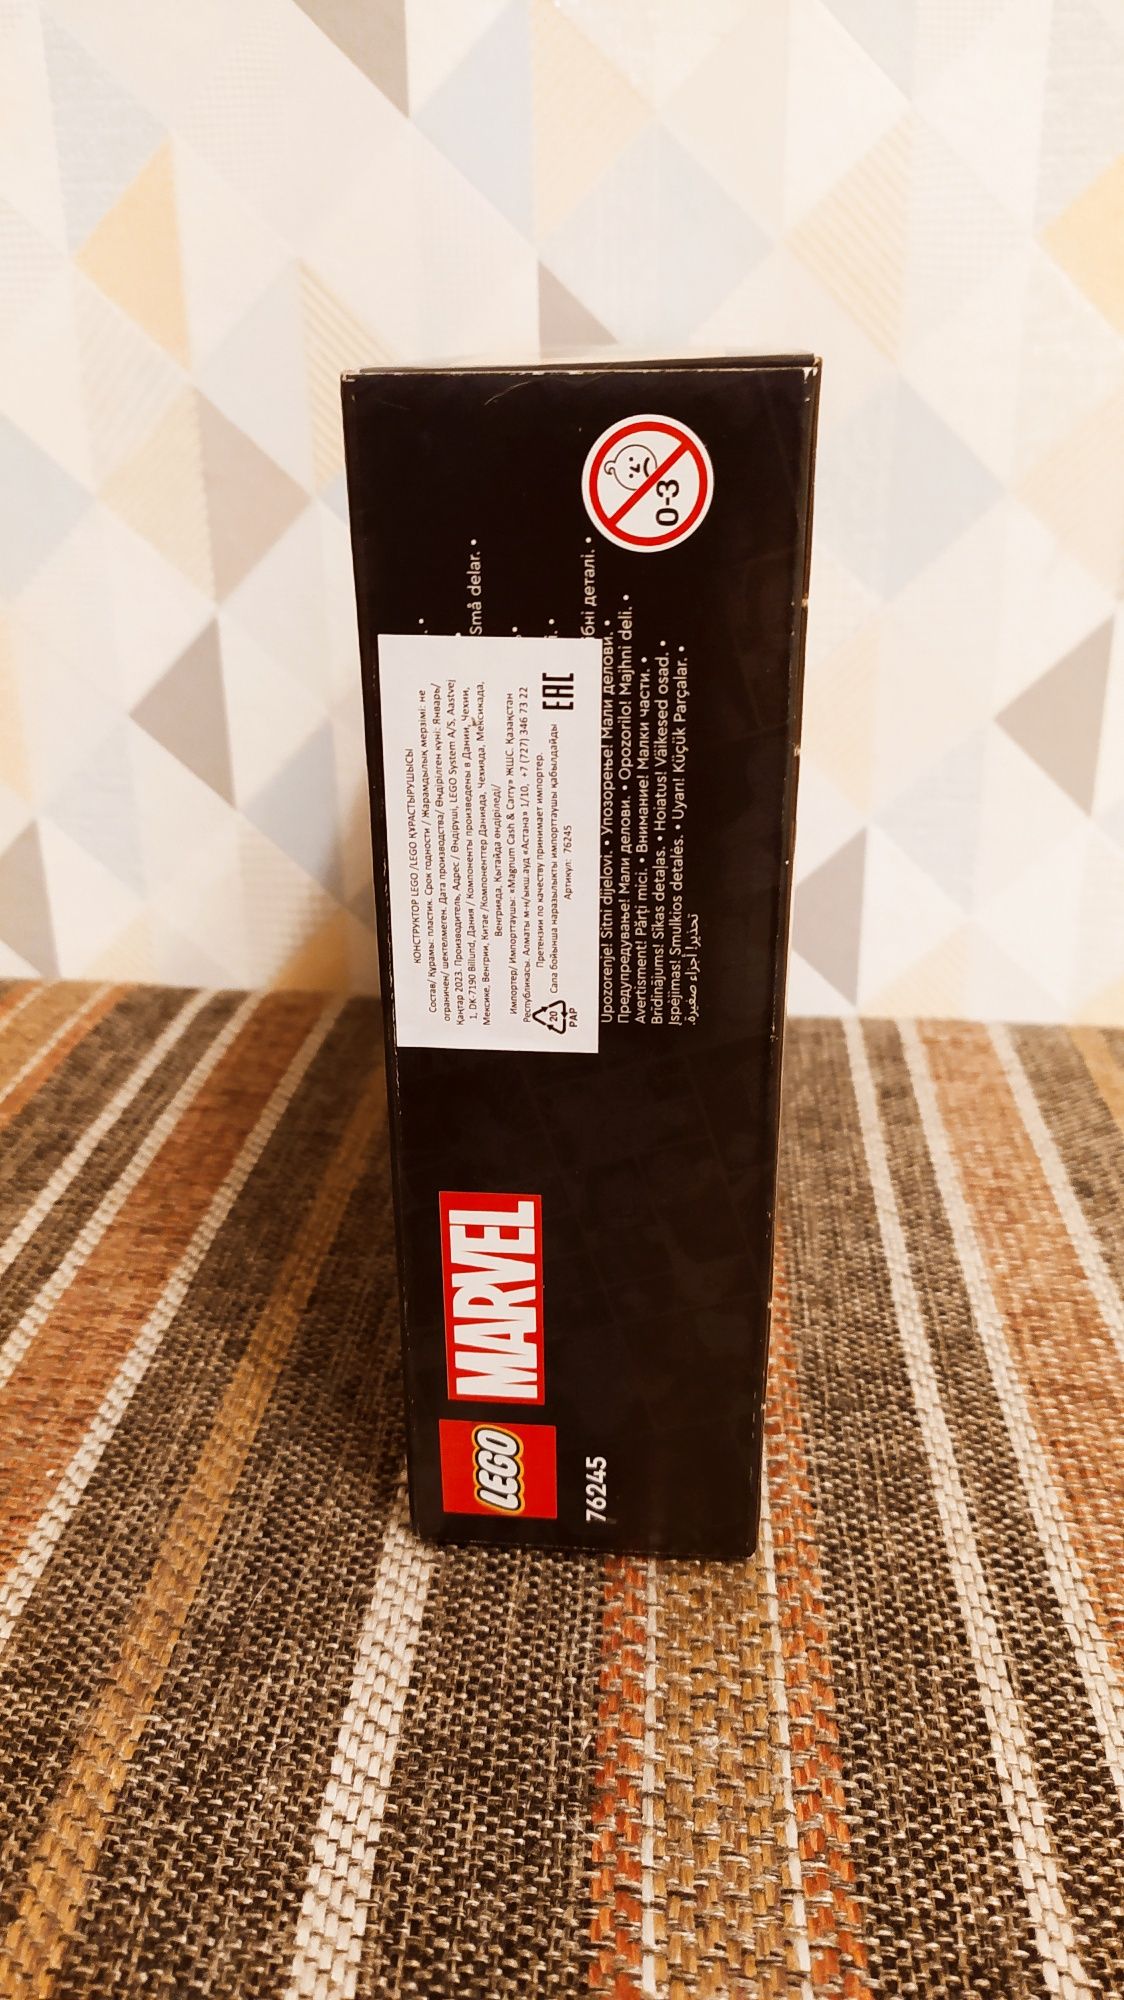 КОНСТРУКТОР LEGO /LEGO ҚҰРАСТЫРУШЫСЫ
Состав/ Құрамы: пластик. Срок годности / Жарамдылық мерзімі: не
ограничен/ шектелмеген. Дата производства/ Өндірілген күні: Январь/
Қаңтар 2023. Производитель, Адрес / Өндіруші, LEGO System A/S, Aastvej
1, DK-7190 Billund, Дания / Компоненты произведены в Дании, Чехии,
Мексике, Венгрии, Китае /Компоненттер Данияда, Чехияда, Мексикада,
Венгрияда, Қытайда өндіріледі/
Импортер/ Импорттаушы: «Magnum Cash & Carry» ЖШС. Қазақстан
Республикасы. Алматы м-н/ықш.ауд «Астана» 1/10, +7 (727) 346 73 22
Претензии по качеству принимает импортер.
Сапа бойынша наразылықты импорттаушы қабылдайды
Артикул: 76245
EAC
20
PAP
Små delar. •
деталі. •
Upozorenje! Sitni dijelovi. • Упозорење! Мали делови. •
Предупредување! Мали делови. • Opozorilo! Majhni deli. •
Avertisment! Părți mici. • Внимание! Малки части. •
Brīdinājums! Sīkas detaļas. • Hoiatus! Väikesed osad. •
Įspėjimas! Smulkios detalės. • Uyarı! Küçük Parçalar. •
تحذير! أجزاء صغيرة.
0-3
LEGO
MARVEL
76245